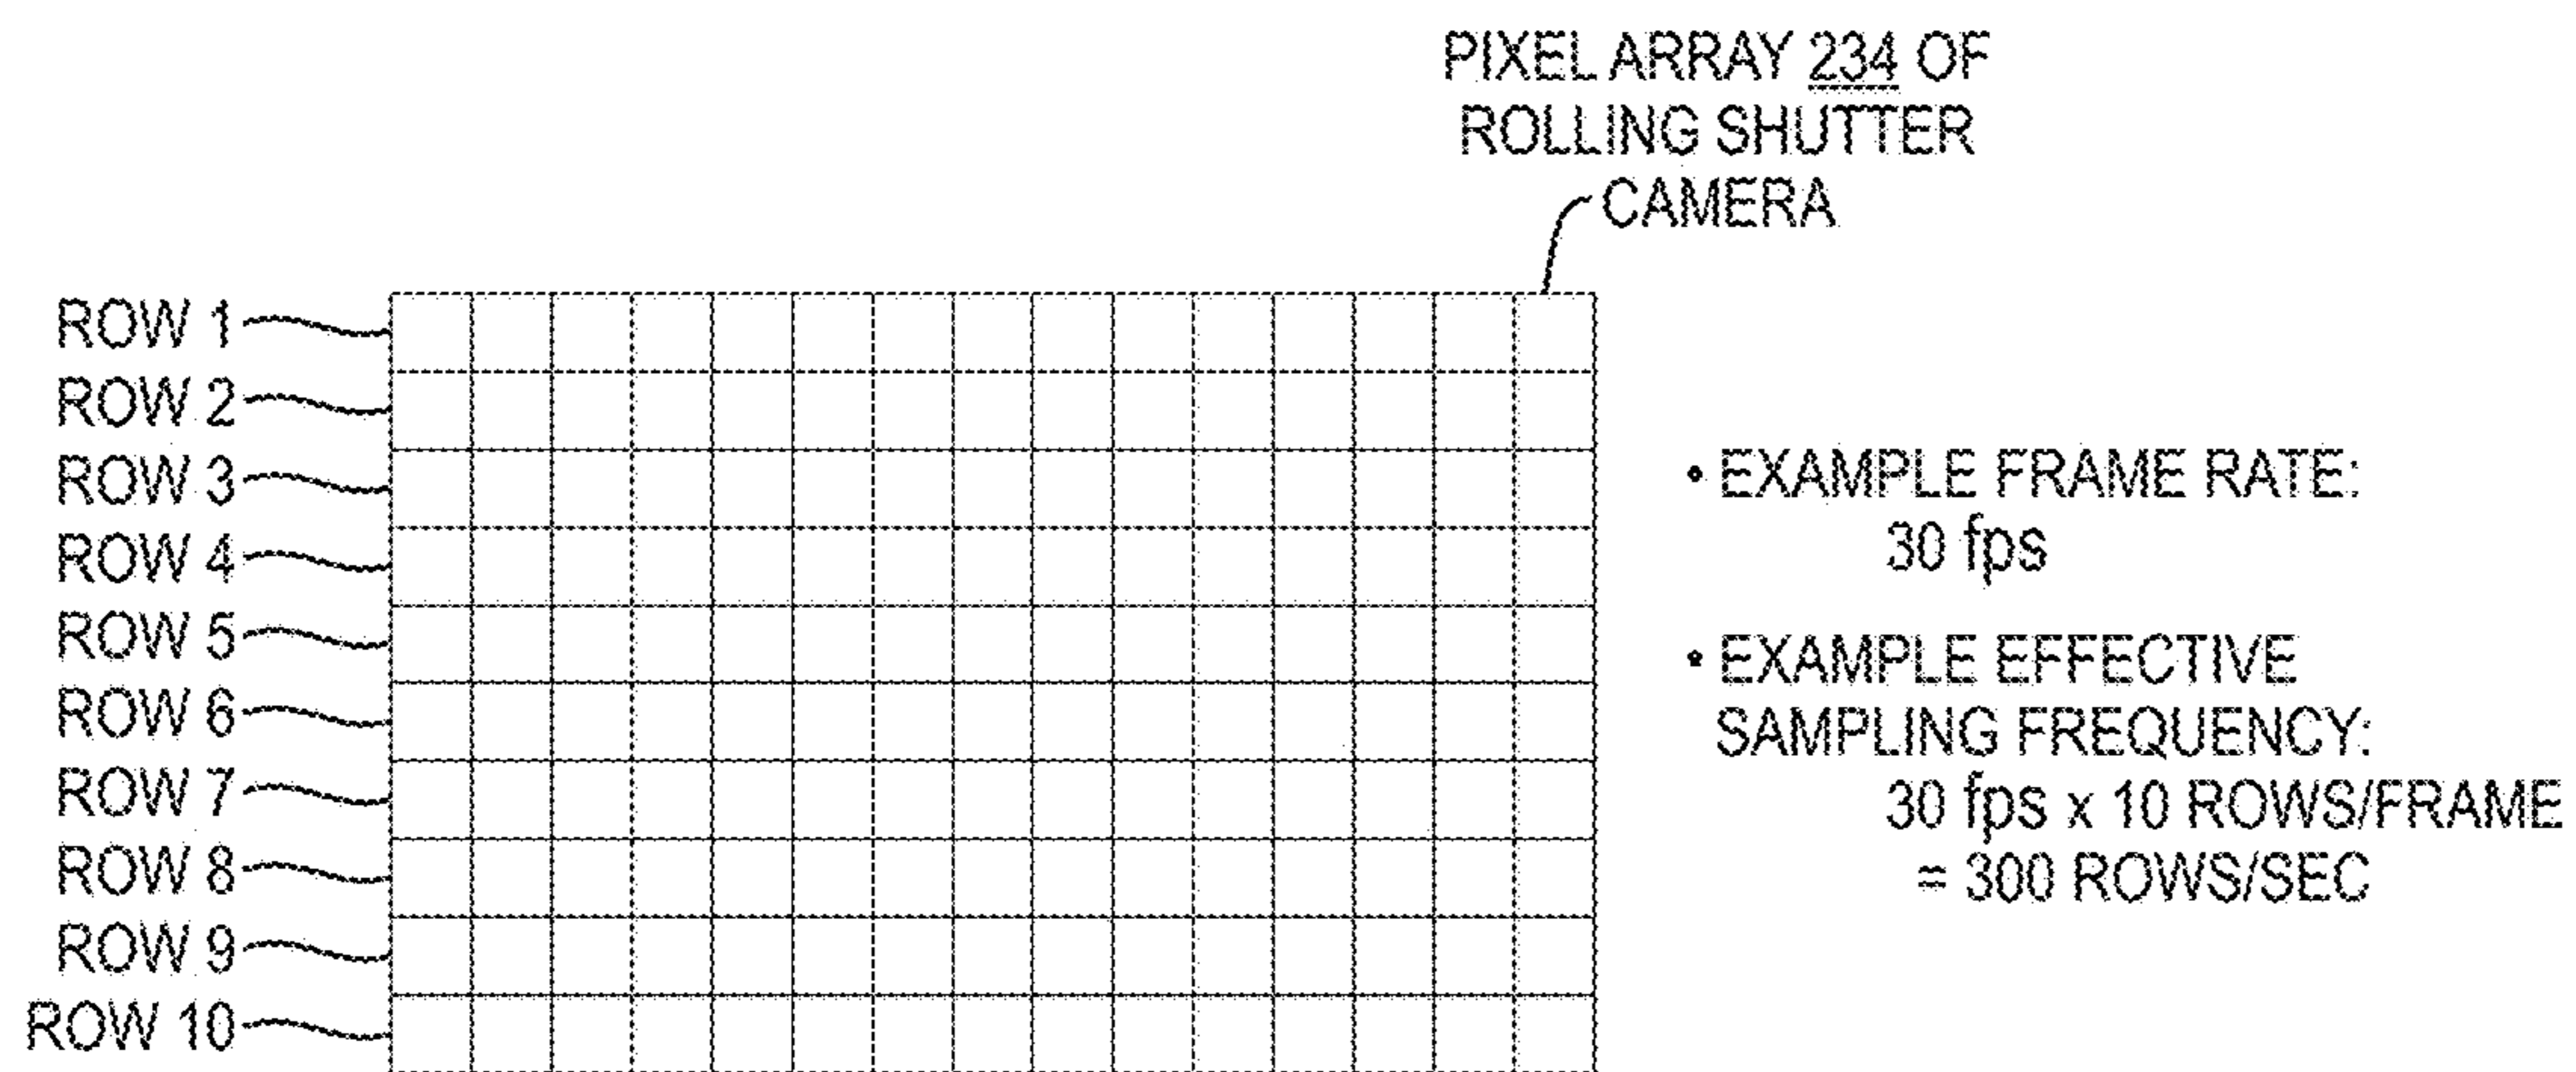 PIXEL ARRAY 234 OF
ROLLING SHUTTER
CAMERA
ROW 1
ROW 2
ROW 3
ROW 4
ROW 5
ROW 6
ROW 7
ROW 8
ROW 9
ROW 10
• EXAMPLE FRAME RATE:
30 fps
• EXAMPLE EFFECTIVE
SAMPLING FREQUENCY:
30 fps x 10 ROWS/FRAME
= 300 ROWS/SEC